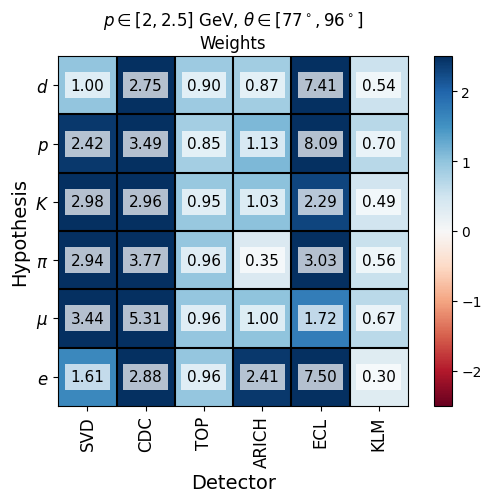 p ∈ [2, 2.5] GeV, θ ∈ [77°, 96°]
Weights
Hypothesis
d 1.00 2.75 0.90 0.87 7.41 0.54
p 2.42 3.49 0.85 1.13 8.09 0.70
K 2.98 2.96 0.95 1.03 2.29 0.49
π 2.94 3.77 0.96 0.35 3.03 0.56
μ 3.44 5.31 0.96 1.00 1.72 0.67
e 1.61 2.88 0.96 2.41 7.50 0.30
SVD CDC TOP ARICH ECL KLM
Detector
2
1
0
−1
−2